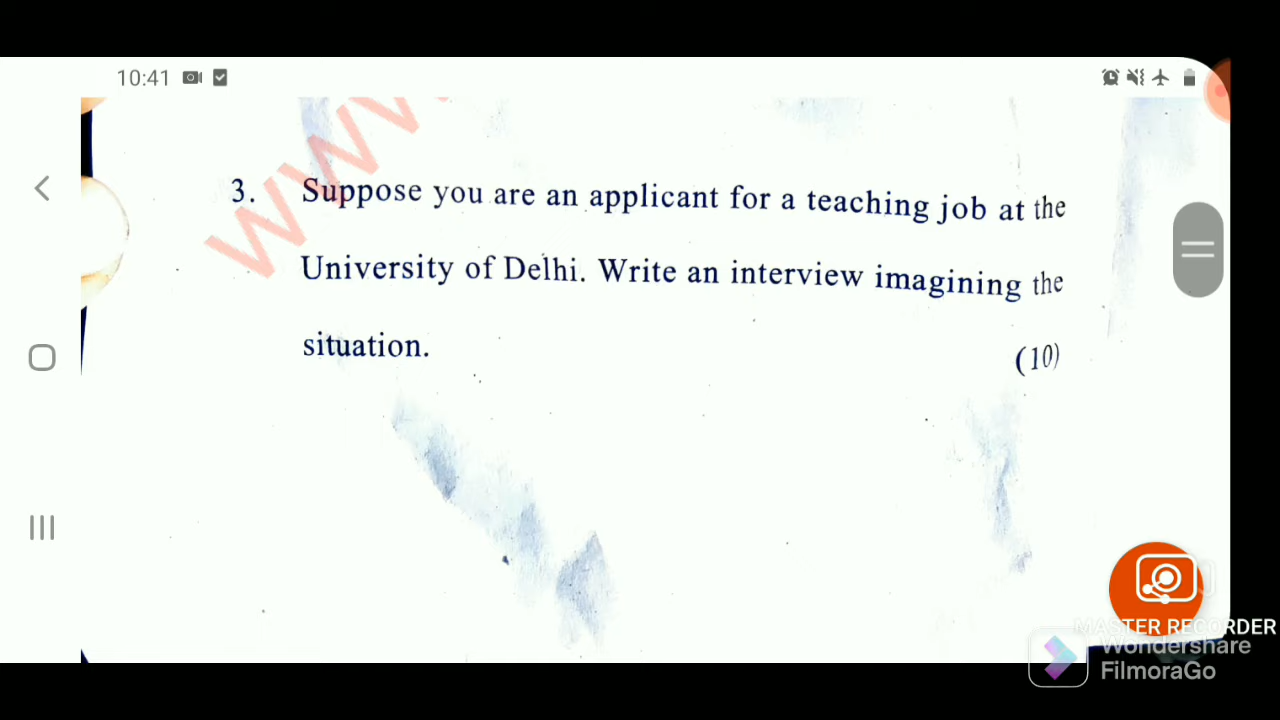 10:41
WWW
3. Suppose you are an applicant for a teaching job at the
University of Delhi. Write an interview imagining the
situation. (10)
MASTER RECORDER
Wondershare
FilmoraGo